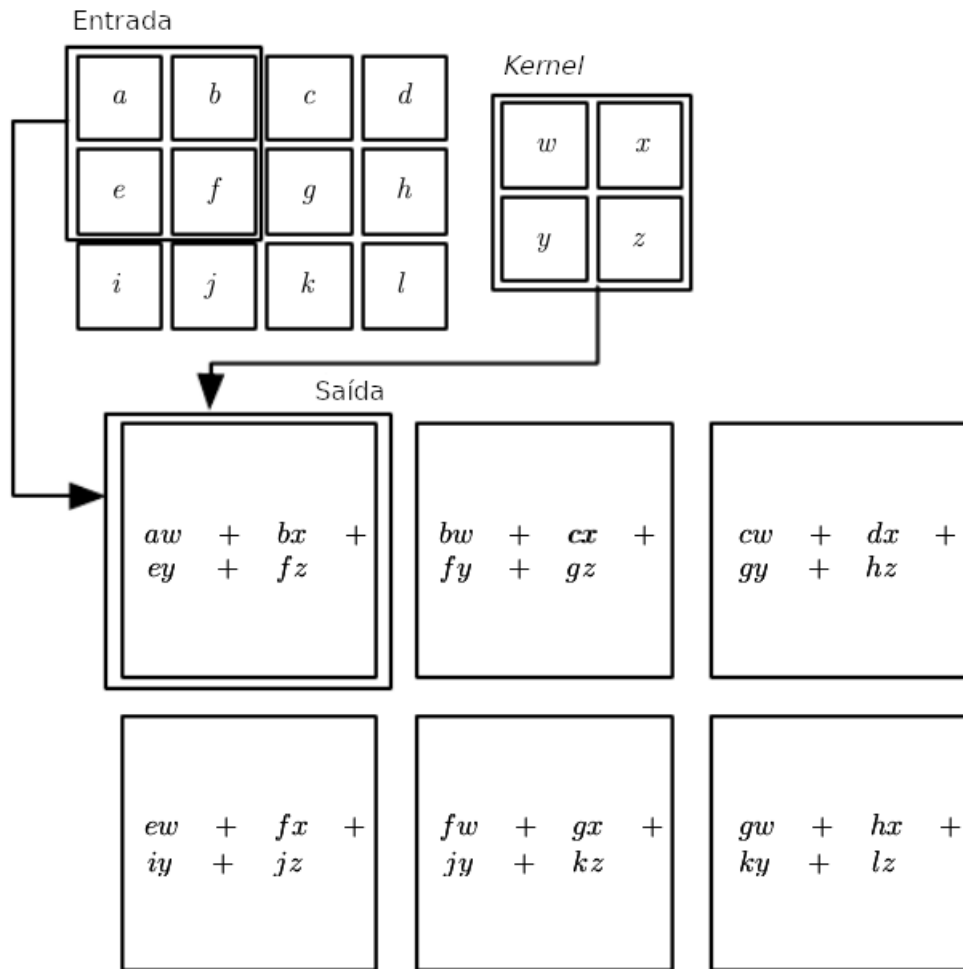 Entrada
a b c d
e f g h
i j k l
Kernel
w x
y z
Saída
aw + bx +
ey + fz
bw + cx +
fy + gz
cw + dx +
gy + hz
ew + fx +
iy + jz
fw + gx +
jy + kz
gw + hx +
ky + lz